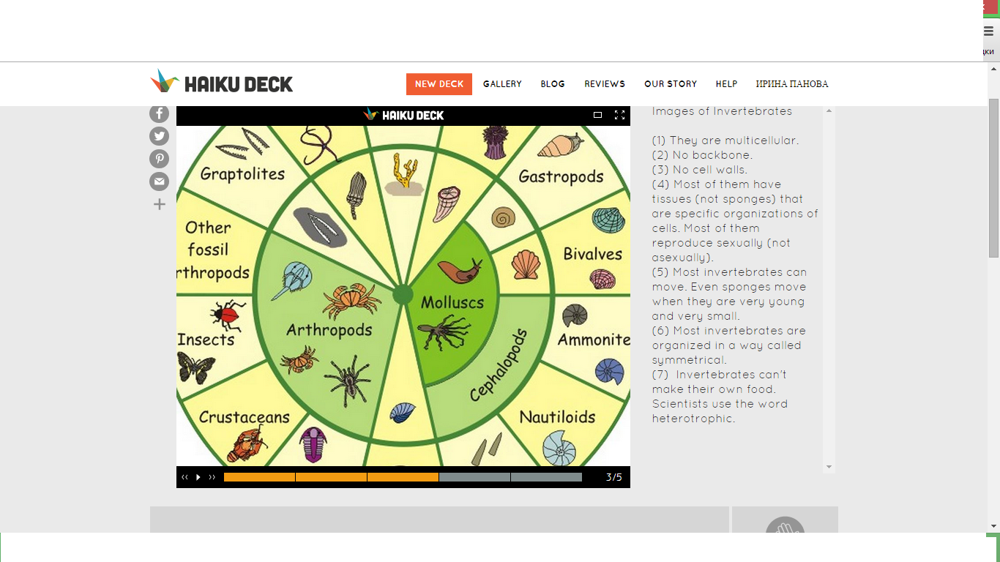 дки
HAIKU DECK
NEW DECK
GALLERY
BLOG
REVIEWS
OUR STORY
HELP
ИРИНА ПАНОВА
HAIKU DECK
Graptolites
Gastropods
Other
fossil
rthropods
Bivalves
Molluscs
Arthropods
Insects
Ammonite
Cephalopods
Crustaceans
Nautiloids
3/5
Images of Invertebrates
(1) They are multicellular.
(2) No backbone.
(3) No cell walls.
(4) Most of them have
tissues (not sponges) that
are specific organizations of
cells. Most of them
reproduce sexually (not
asexually).
(5) Most invertebrates can
move. Even sponges move
when they are very young
and very small.
(6) Most invertebrates are
organized in a way called
symmetrical.
(7) Invertebrates can't
make their own food.
Scientists use the word
heterotrophic.